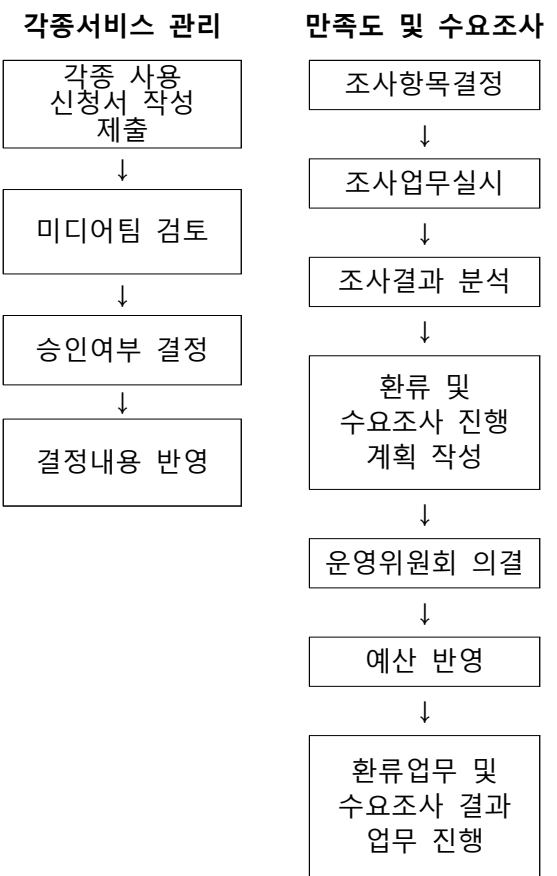 각종서비스 관리
각종 사용
신청서 작성
제출
↓
미디어팀 검토
↓
승인여부 결정
↓
결정내용 반영
만족도 및 수요조사
조사항목결정
↓
조사업무실시
↓
조사결과 분석
↓
환류 및
수요조사 진행
계획 작성
↓
운영위원회 의결
↓
예산 반영
↓
환류업무 및
수요조사 결과
업무 진행